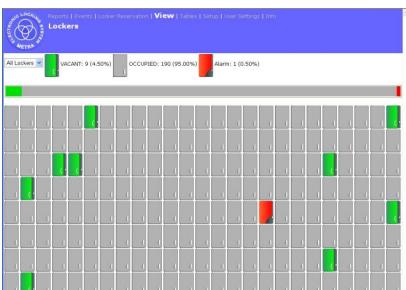 ELECTRONIC LOCKING SYSTEM
METRA
Reports | Events | Locker Reservation | View | Tables | Setup | User Settings | Info
Lockers
All Lockers VACANT: 9 (4.50%) OCCUPIED: 190 (95.00%) Alarm: 1 (0.50%)